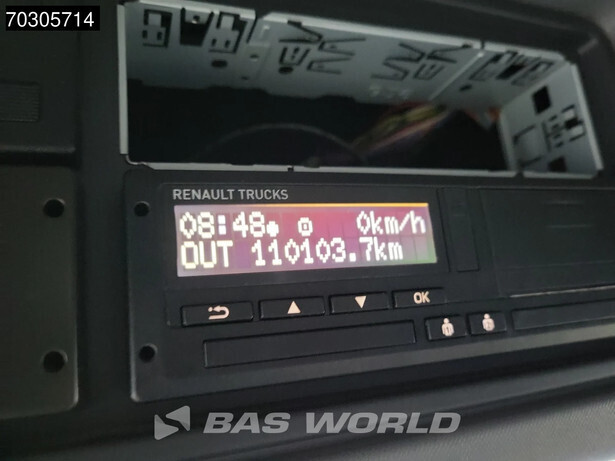 70305714
RENAULT TRUCKS
08:48 0km/h
OUT 110103.7km
OK
BAS WORLD